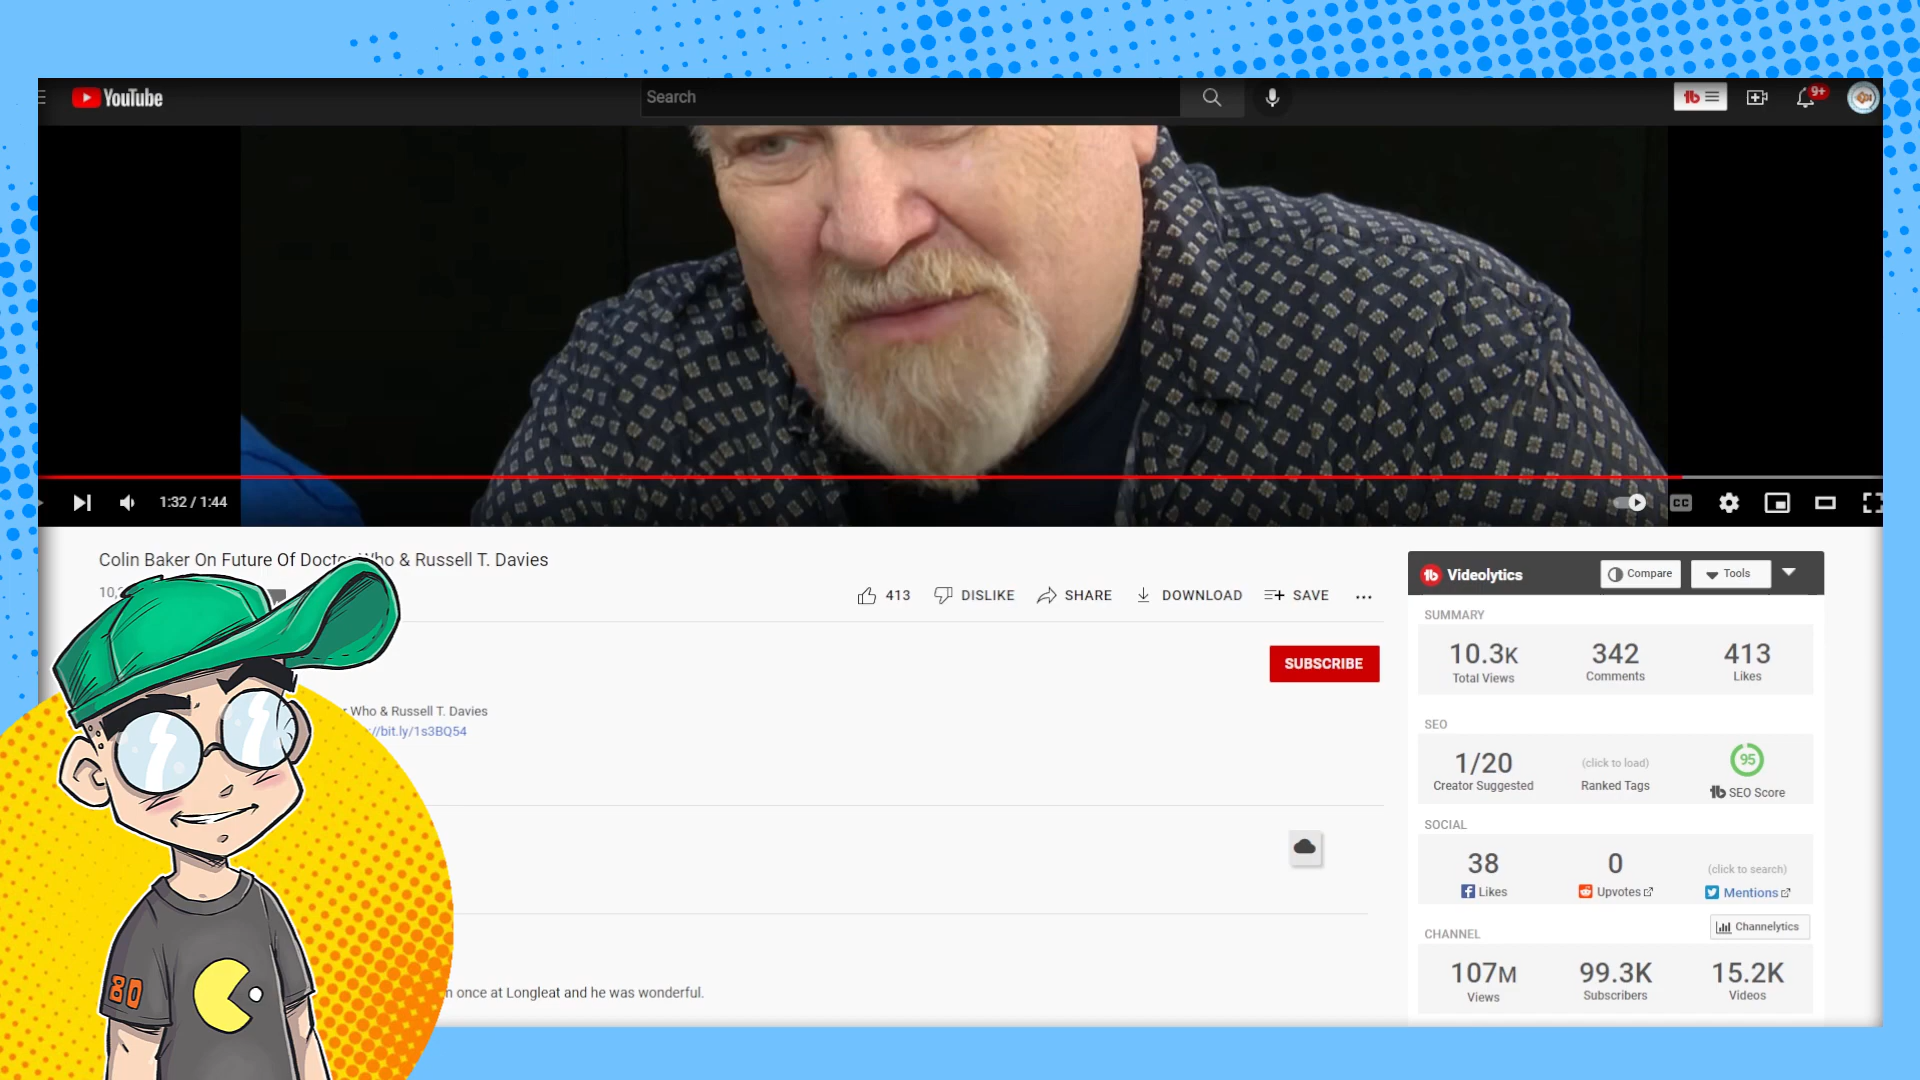 YouTube
Search
9+
1:32 / 1:44
CC
Colin Baker On Future Of Doctor Who & Russell T. Davies
10,
413
DISLIKE
SHARE
DOWNLOAD
SAVE
SUBSCRIBE
Who & Russell T. Davies
//bit.ly/1s3BQ54
once at Longleat and he was wonderful.
Videolytics
Compare
Tools
SUMMARY
10.3K
342
413
Total Views
Comments
Likes
SEO
1/20
(click to load)
95
Creator Suggested
Ranked Tags
SEO Score
SOCIAL
38
0
(click to search)
Likes
Upvotes
Mentions
CHANNEL
Channelytics
107M
99.3K
15.2K
Views
Subscribers
Videos
80